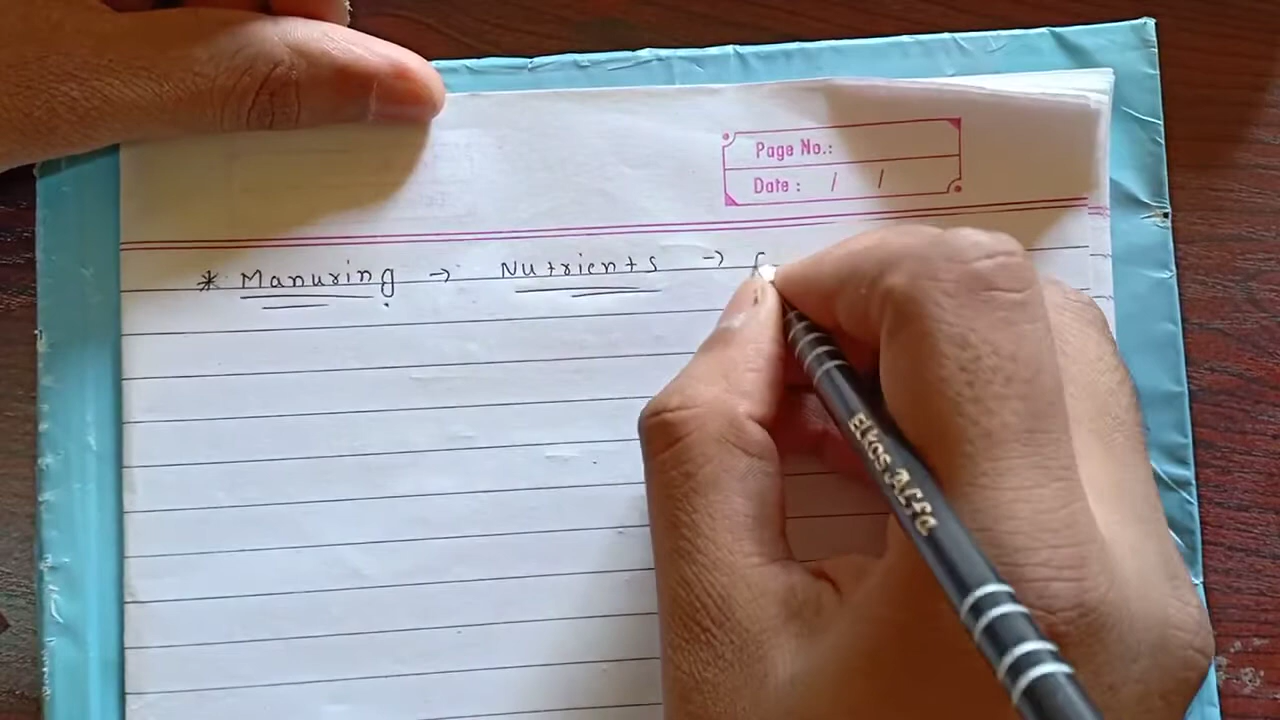 Page No.:
Date : / /
* Manuring → Nutrients →
Elkos Alfa